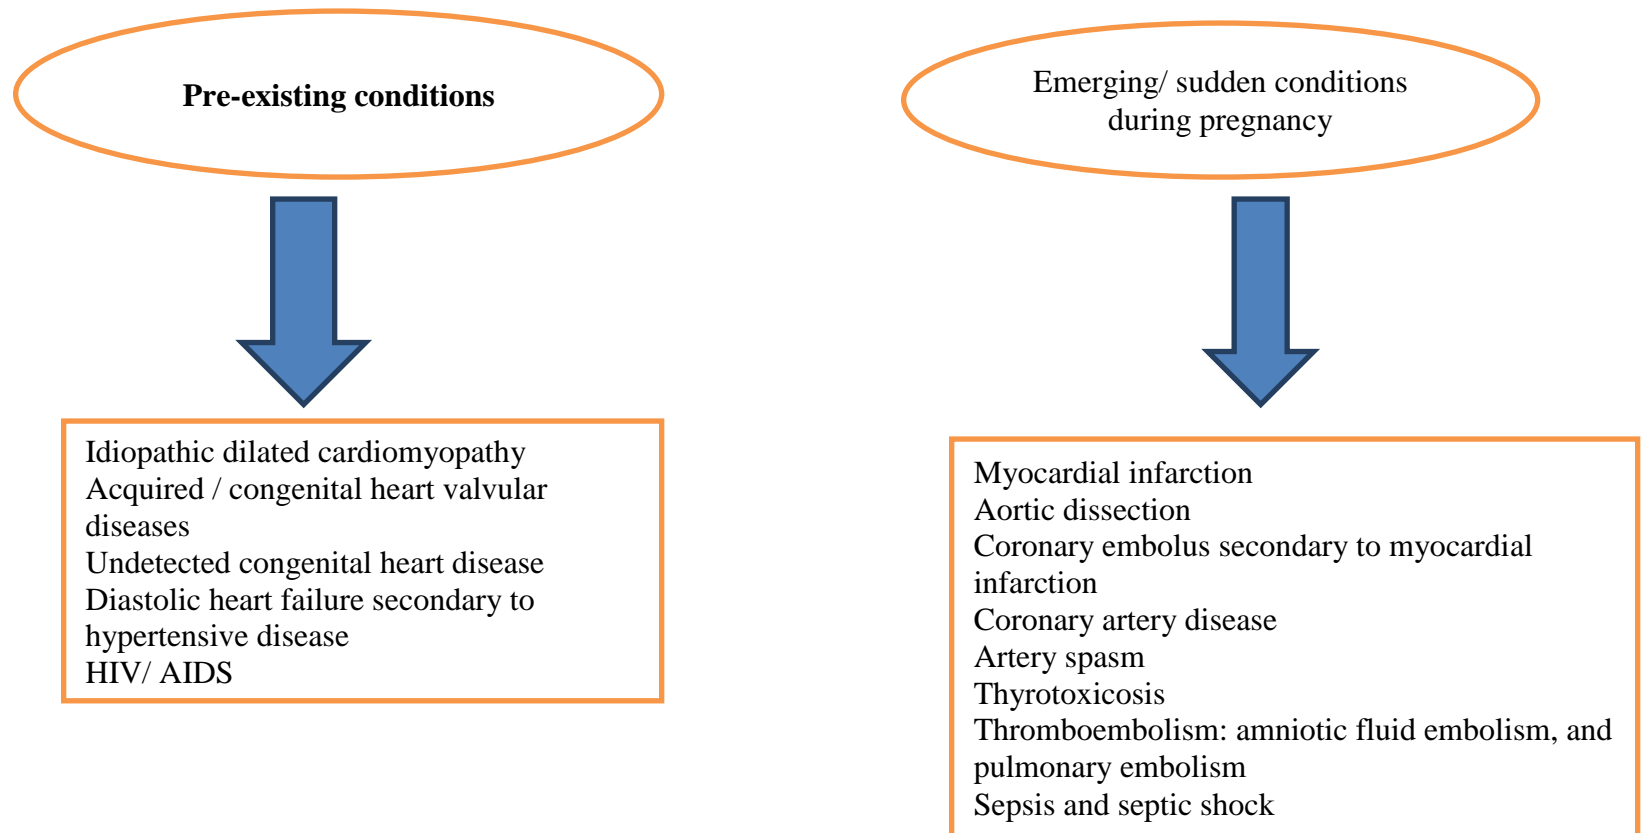 Pre-existing conditions
Emerging/ sudden conditions
during pregnancy
Idiopathic dilated cardiomyopathy
Acquired / congenital heart valvular
diseases
Undetected congenital heart disease
Diastolic heart failure secondary to
hypertensive disease
HIV/ AIDS
Myocardial infarction
Aortic dissection
Coronary embolus secondary to myocardial
infarction
Coronary artery disease
Artery spasm
Thyrotoxicosis
Thromboembolism: amniotic fluid embolism, and
pulmonary embolism
Sepsis and septic shock